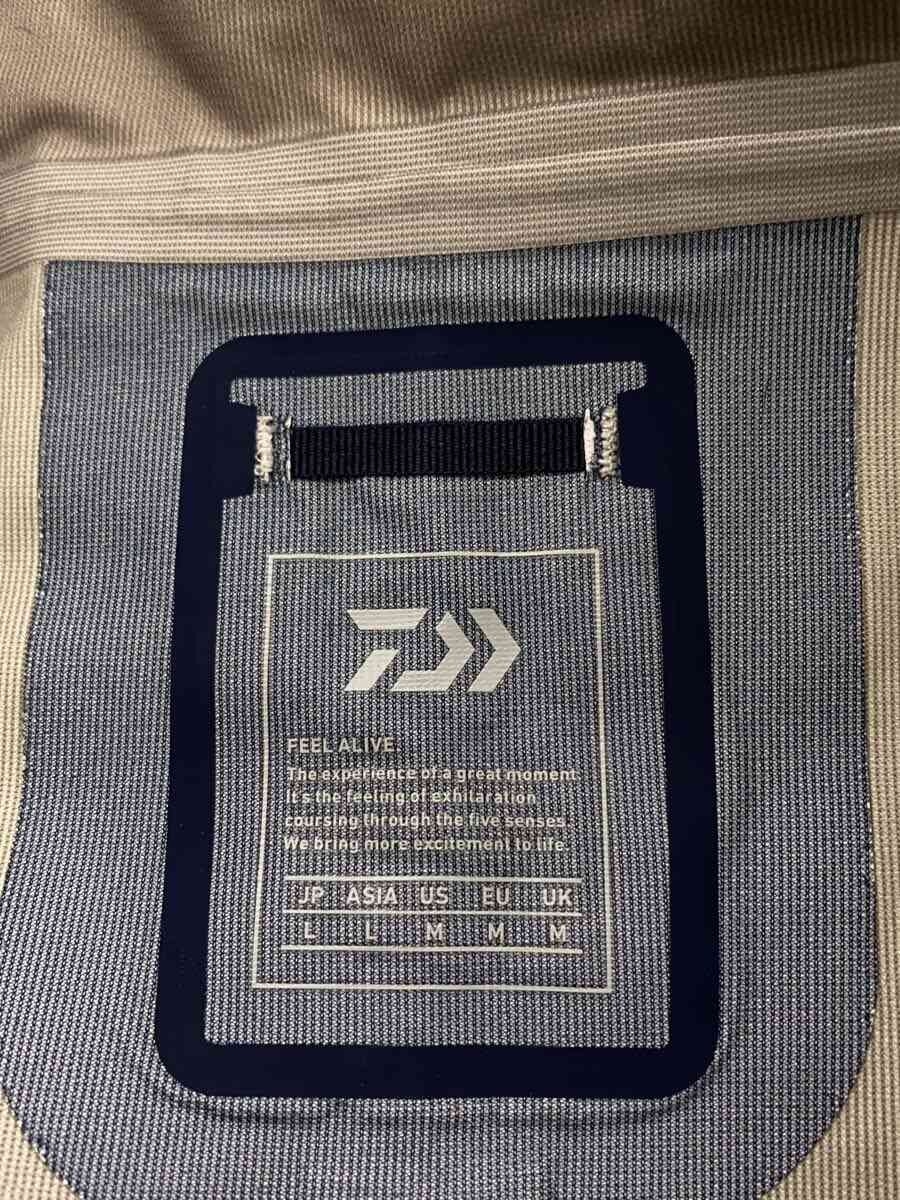 FEEL ALIVE.
The experience of a great moment.
It's the feeling of exhilaration
coursing through the five senses.
We bring more excitement to life.
JP ASIA US EU UK
L L M M M